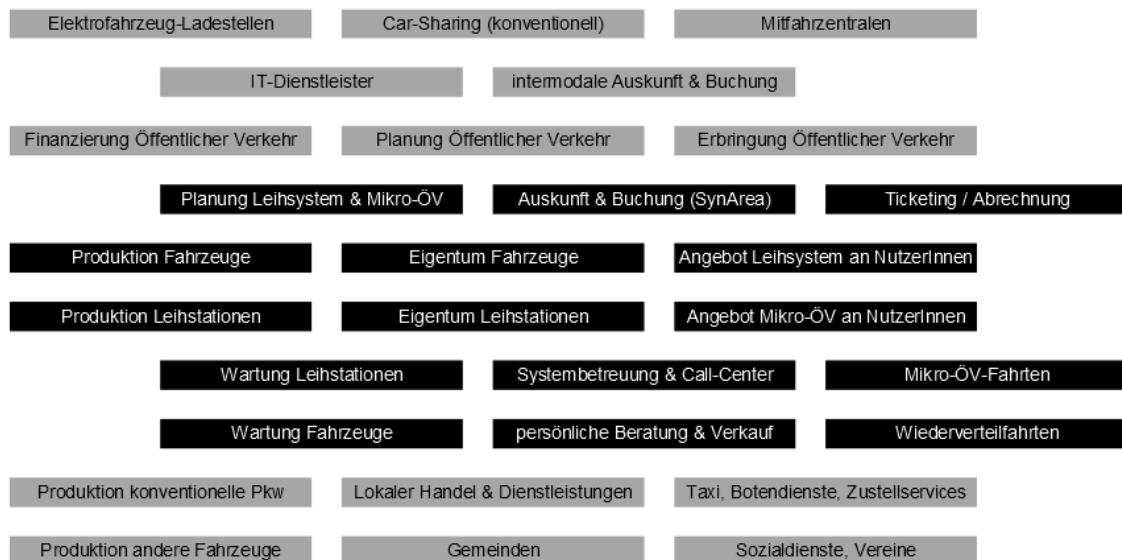 Elektrofahrzeug-Ladestellen Car-Sharing (konventionell) Mitfahrzentralen
IT-Dienstleister intermodale Auskunft & Buchung
Finanzierung Öffentlicher Verkehr Planung Öffentlicher Verkehr Erbringung Öffentlicher Verkehr
Planung Leihsystem & Mikro-ÖV Auskunft & Buchung (SynArea) Ticketing / Abrechnung
Produktion Fahrzeuge Eigentum Fahrzeuge Angebot Leihsystem an NutzerInnen
Produktion Leihstationen Eigentum Leihstationen Angebot Mikro-ÖV an NutzerInnen
Wartung Leihstationen Systembetreuung & Call-Center Mikro-ÖV-Fahrten
Wartung Fahrzeuge persönliche Beratung & Verkauf Wiederverteilfahrten
Produktion konventionelle Pkw Lokaler Handel & Dienstleistungen Taxi, Botendienste, Zustellservices
Produktion andere Fahrzeuge Gemeinden Sozialdienste, Vereine